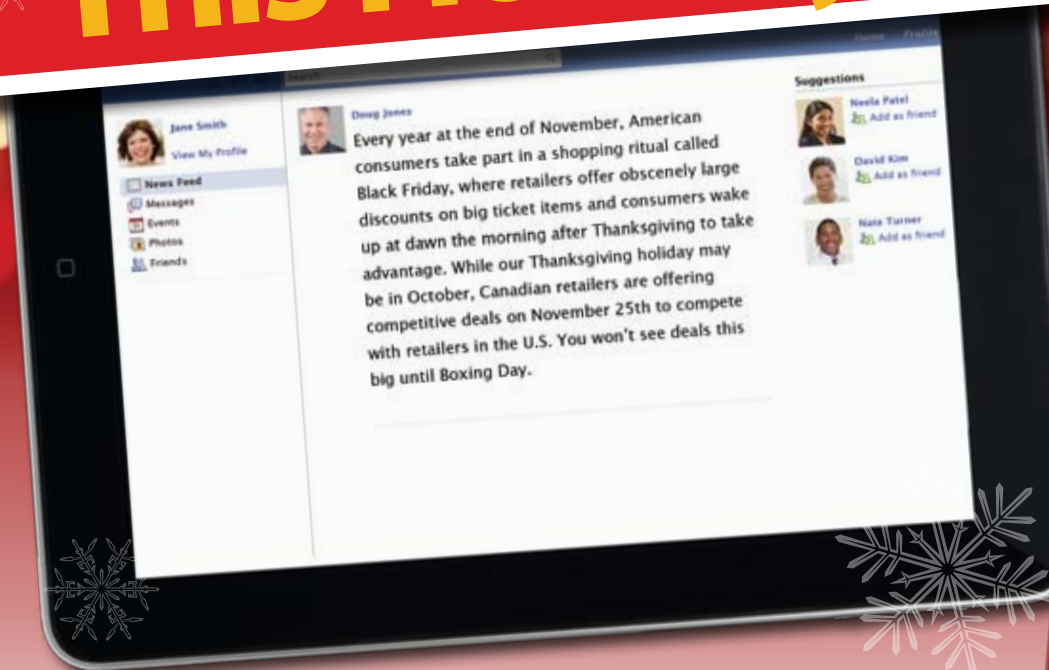 THIS
Search
Home Profile
Jane Smith
View My Profile
News Feed
Messages
Events
Photos
Friends
Doug Jones
Every year at the end of November, American
consumers take part in a shopping ritual called
Black Friday, where retailers offer obscenely large
discounts on big ticket items and consumers wake
up at dawn the morning after Thanksgiving to take
advantage. While our Thanksgiving holiday may
be in October, Canadian retailers are offering
competitive deals on November 25th to compete
with retailers in the U.S. You won't see deals this
big until Boxing Day.
Suggestions
Neela Patel
Add as friend
David Kim
Add as friend
Nate Turner
Add as friend